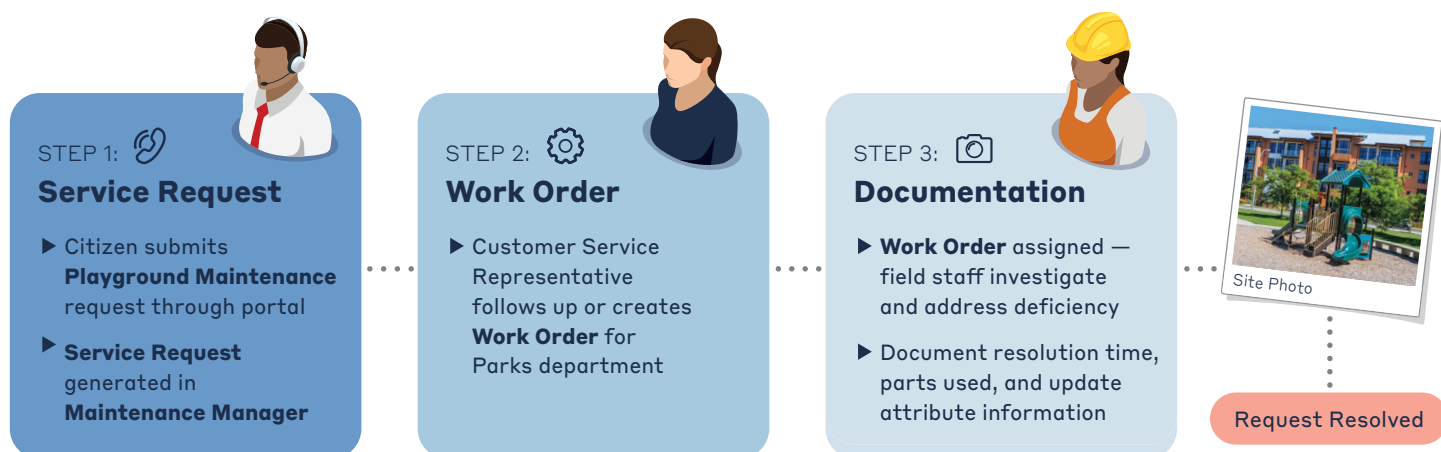 STEP 1:
Service Request
▶ Citizen submits
Playground Maintenance
request through portal
▶ Service Request
generated in
Maintenance Manager
STEP 2:
Work Order
▶ Customer Service
Representative
follows up or creates
Work Order for
Parks department
STEP 3:
Documentation
▶ Work Order assigned —
field staff investigate
and address deficiency
▶ Document resolution time,
parts used, and update
attribute information
Site Photo
Request Resolved